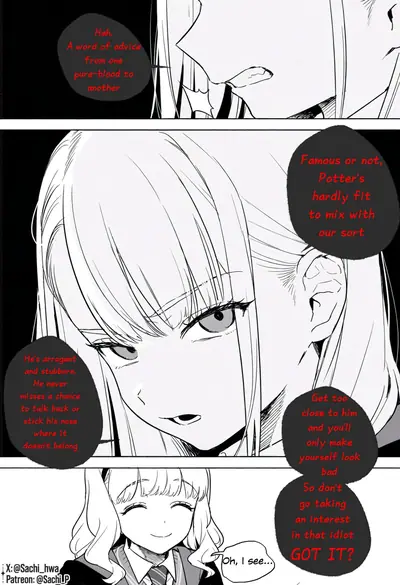 Hah,
A word of advice
from one
pure-blood to
another
Famous or not,
Potter's
hardly fit
to mix with
our sort
He's arrogant
and stubborn.
He never
misses a chance
to talk back or
stick his nose
where it
doesn't belong
Get too
close to him
and you'll
only make
yourself look
bad
So don't
go taking
an interest
in that idiot
GOT IT?
Oh, I see...
X:@Sachi_hwa
Patreon: @Sachi_P